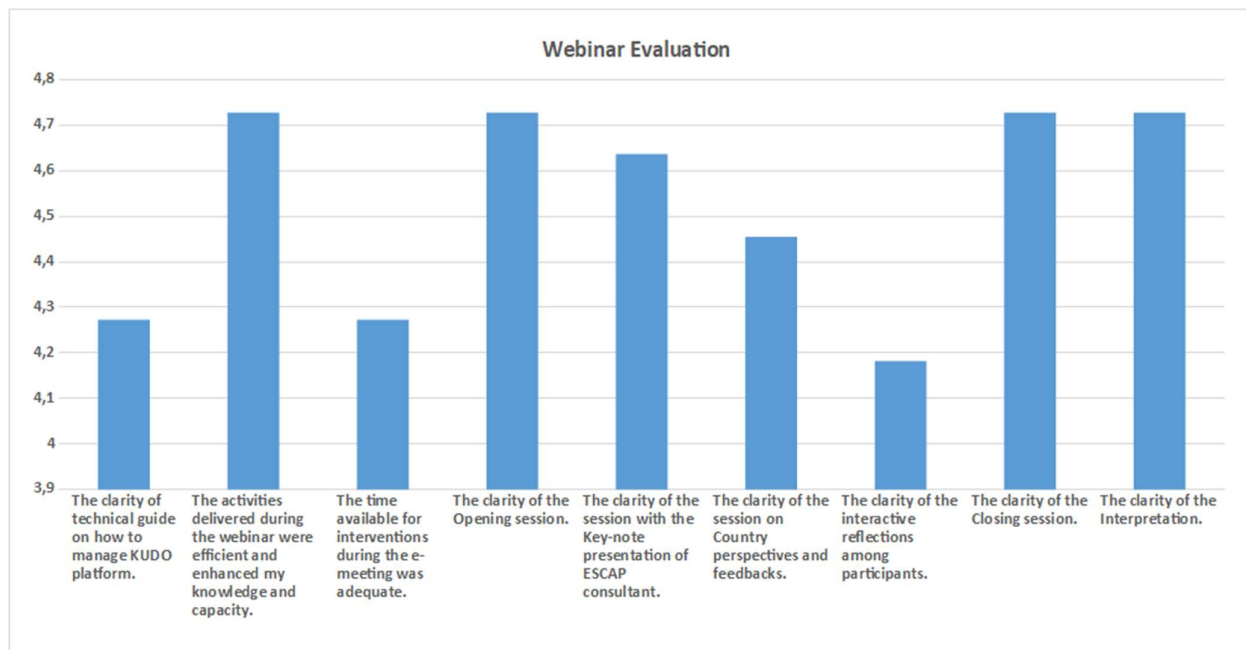 Webinar Evaluation
4,8
4,7
4,6
4,5
4,4
4,3
4,2
4,1
4
3,9
The clarity of
technical guide
on how to
manage KUDO
platform.
The activities
delivered during
the webinar were
efficient and
enhanced my
knowledge and
capacity.
The time
available for
interventions
during the e-
meeting was
adequate.
The clarity of the
Opening session.
The clarity of the
session with the
Key-note
presentation of
ESCAP
consultant.
The clarity of the
session on
Country
perspectives and
feedbacks.
The clarity of the
interactive
reflections
among
participants.
The clarity of the
Closing session.
The clarity of the
Interpretation.